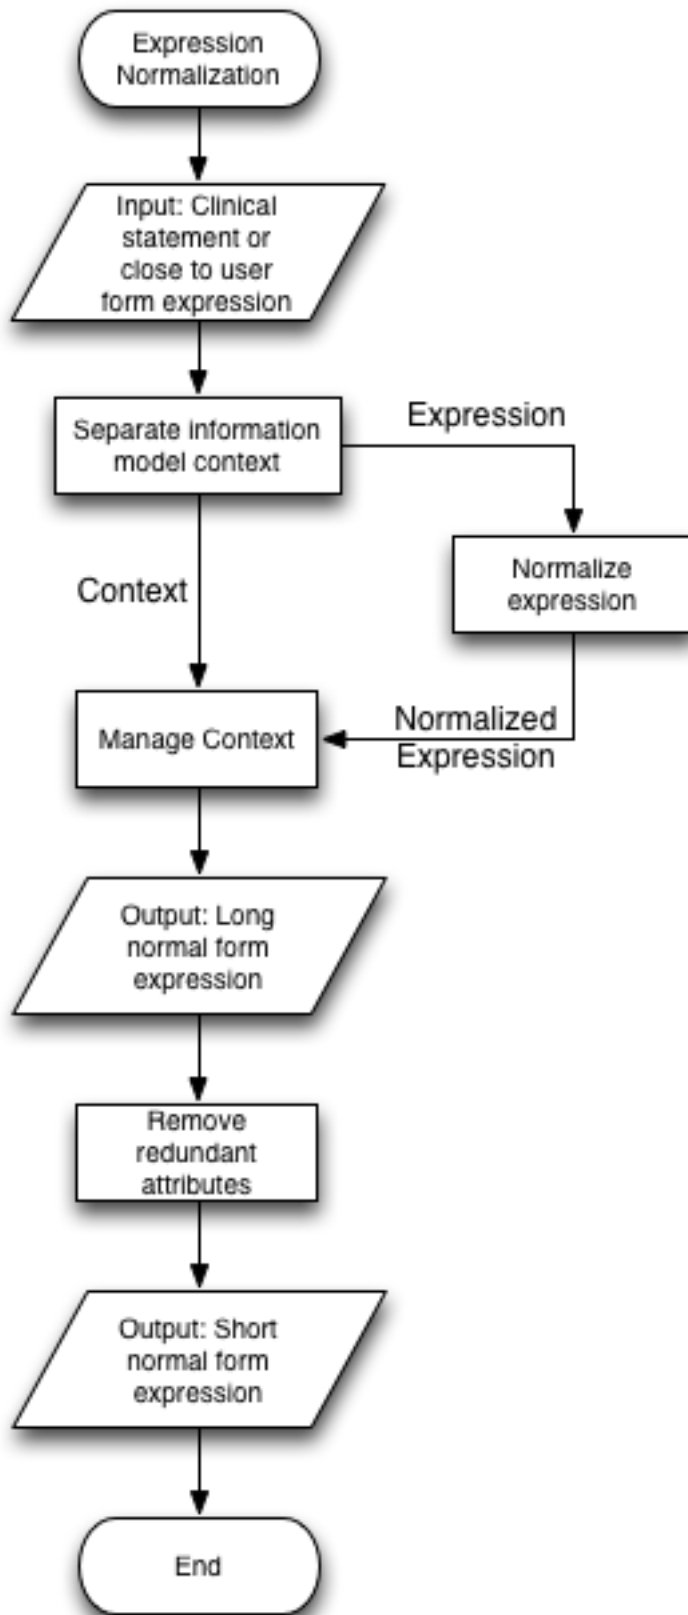 Expression
Normalization
Input: Clinical
statement or
close to user
form expression
Separate information
model context
Expression
Normalize
expression
Context
Normalized
Expression
Manage Context
Output: Long
normal form
expression
Remove
redundant
attributes
Output: Short
normal form
expression
End